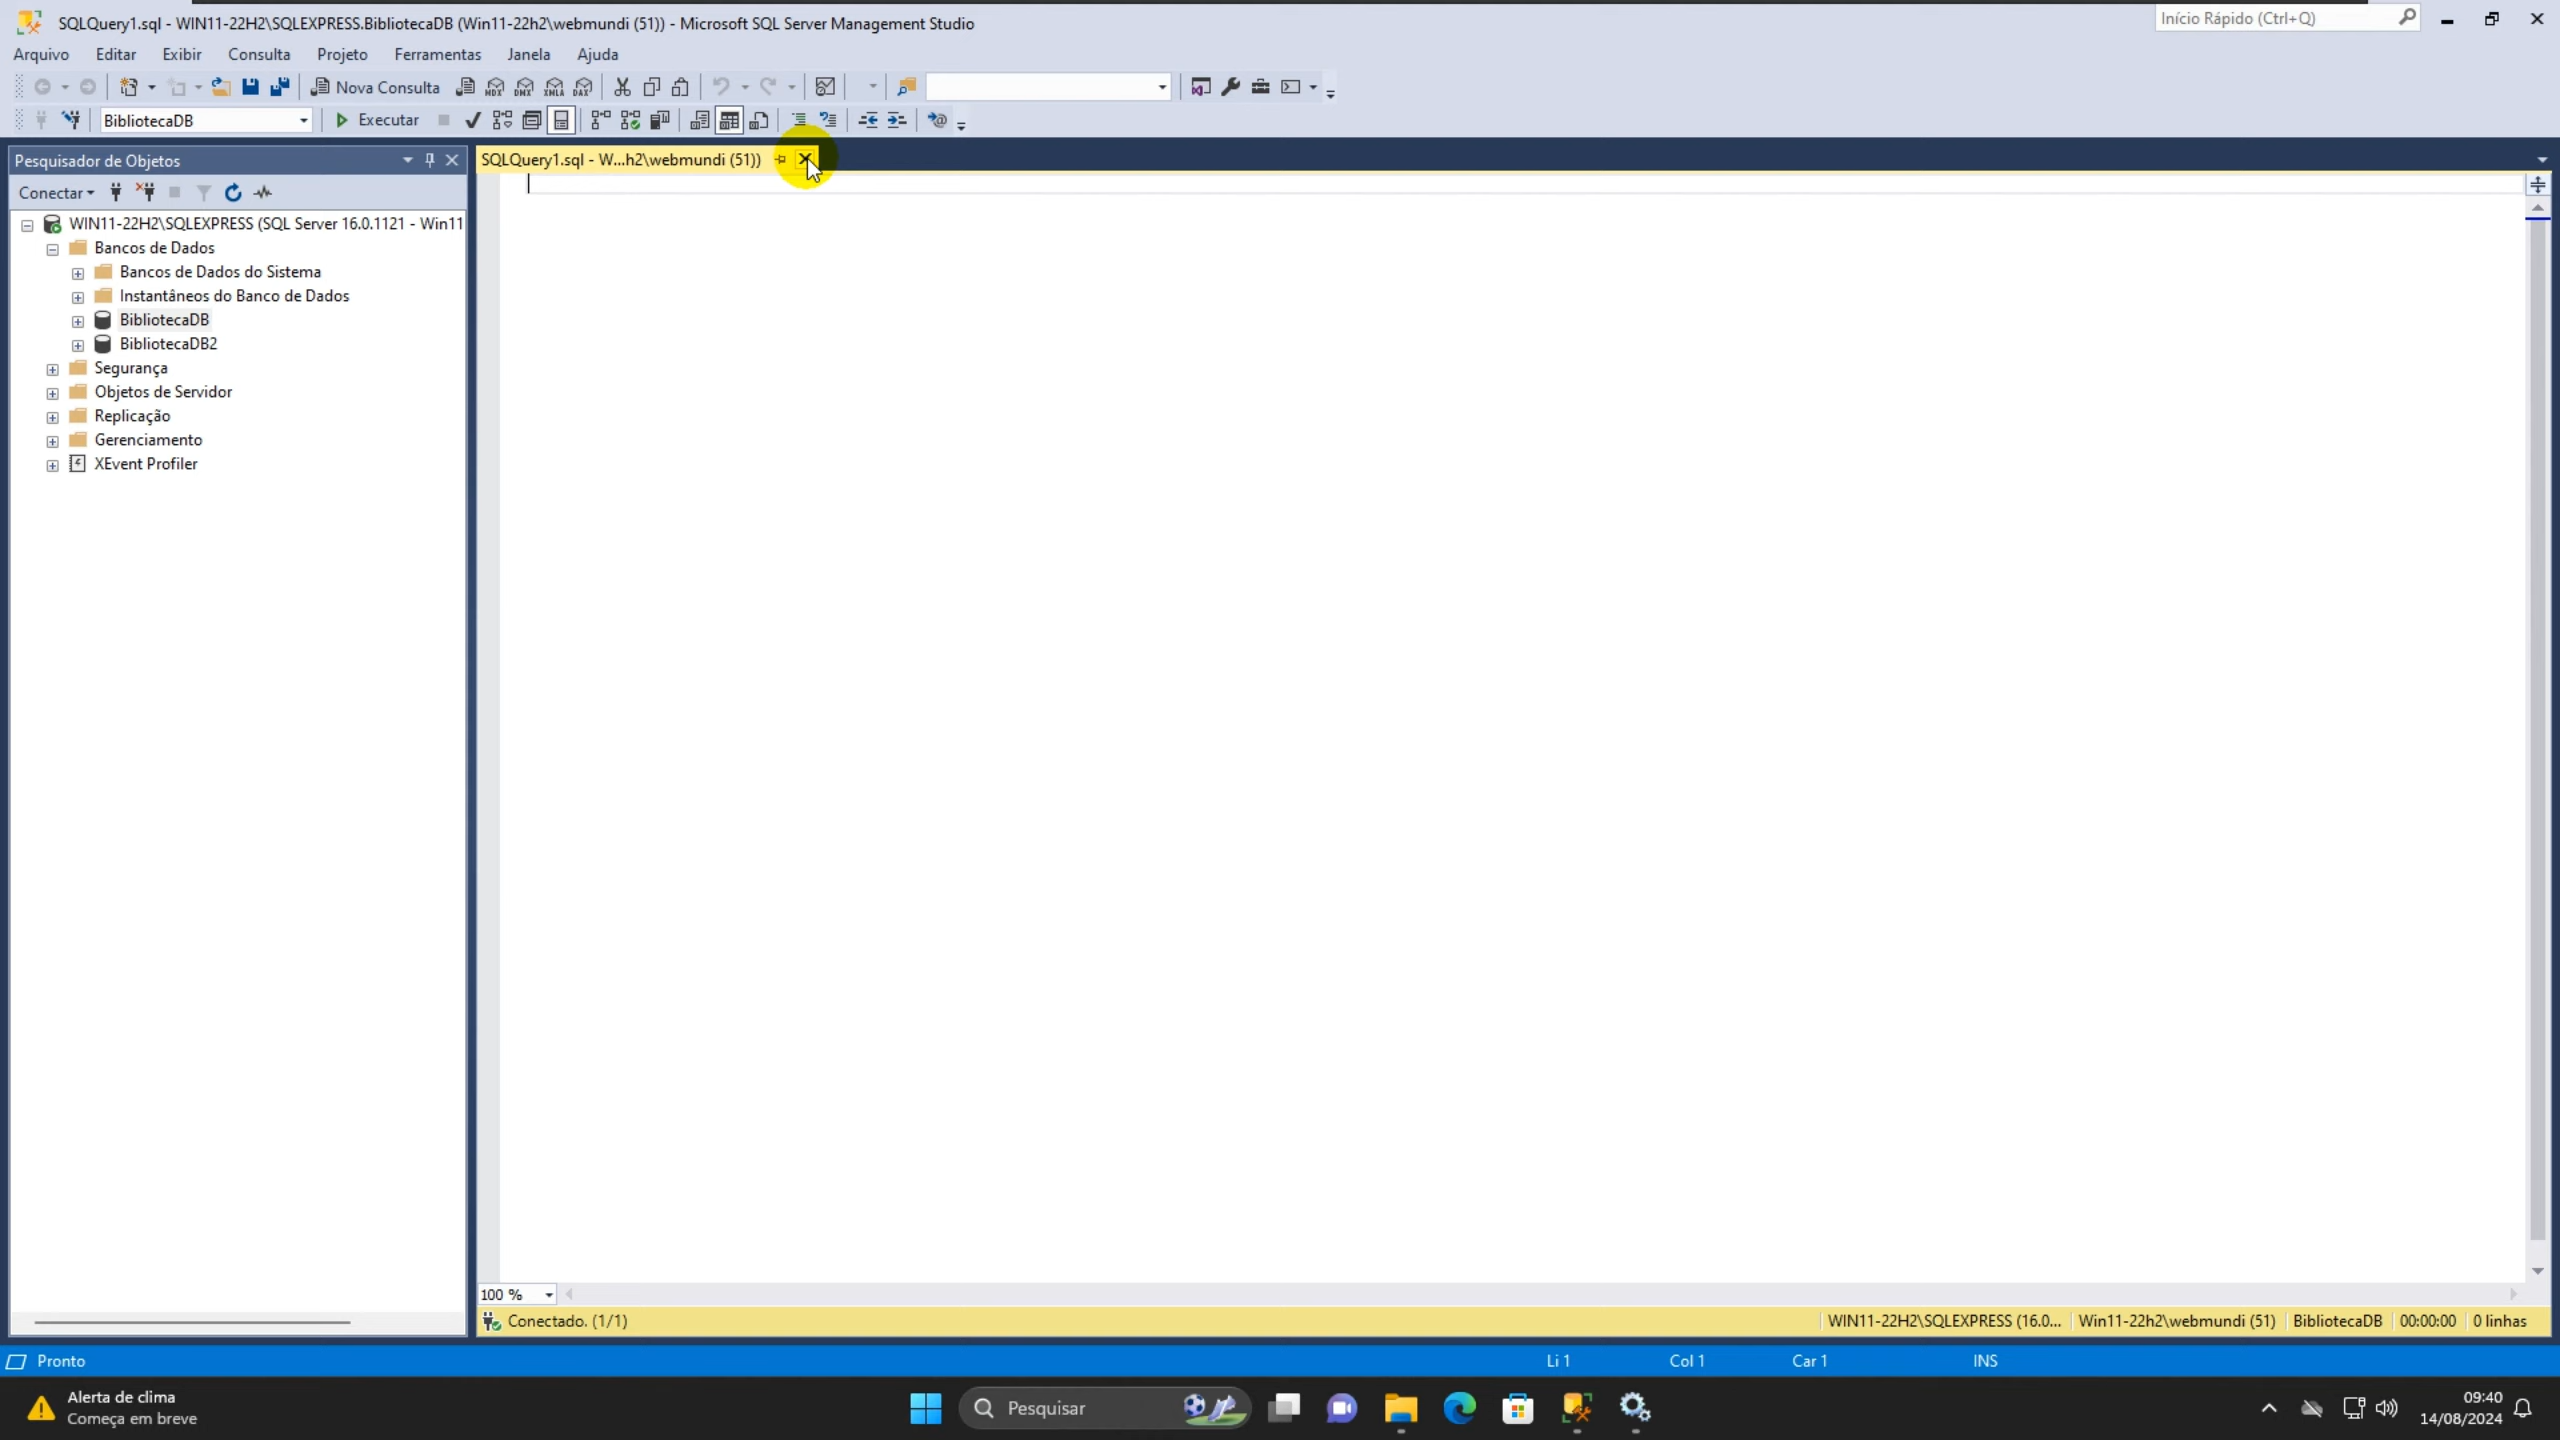 SQLQuery1.sql - WIN11-22H2\SQLEXPRESS.BibliotecaDB (Win11-22h2\webmundi (51)) - Microsoft SQL Server Management Studio
Início Rápido (Ctrl+Q)
Arquivo Editar Exibir Consulta Projeto Ferramentas Janela Ajuda
Nova Consulta MDX DMX XMLA DAX
BibliotecaDB Executar
Pesquisador de Objetos
SQLQuery1.sql - W...h2\webmundi (51))
Conectar
WIN11-22H2\SQLEXPRESS (SQL Server 16.0.1121 - Win11
Bancos de Dados
Bancos de Dados do Sistema
Instantâneos do Banco de Dados
BibliotecaDB
BibliotecaDB2
Segurança
Objetos de Servidor
Replicação
Gerenciamento
XEvent Profiler
100 %
Conectado. (1/1) WIN11-22H2\SQLEXPRESS (16.0... Win11-22h2\webmundi (51) BibliotecaDB 00:00:00 0 linhas
Pronto Li 1 Col 1 Car 1 INS
Alerta de clima
Começa em breve
Pesquisar
09:40
14/08/2024